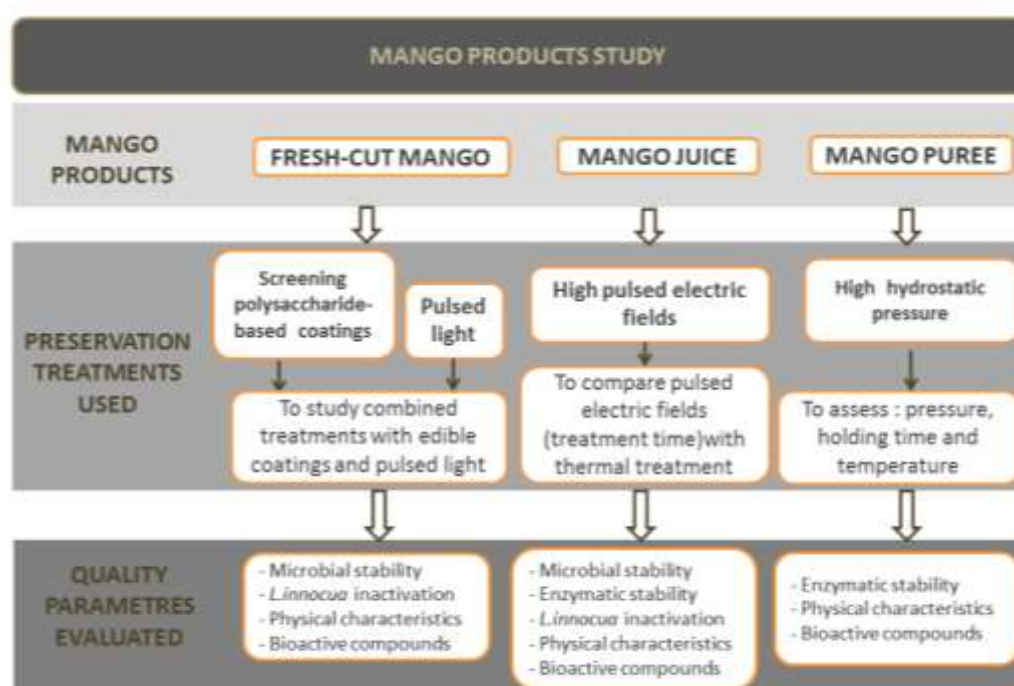 MANGO PRODUCTS STUDY
MANGO
PRODUCTS
FRESH-CUT MANGO
MANGO JUICE
MANGO PUREE
PRESERVATION
TREATMENTS
USED
Screening
polysaccharide-
based coatings
Pulsed
light
High pulsed electric
fields
High hydrostatic
pressure
To study combined
treatments with edible
coatings and pulsed light
To compare pulsed
electric fields
(treatment time)with
thermal treatment
To assess : pressure,
holding time and
temperature
QUALITY
PARAMETRES
EVALUATED
- Microbial stability
- L.innocua inactivation
- Physical characteristics
- Bioactive compounds
- Microbial stability
- Enzymatic stability
- L.innocua inactivation
- Physical characteristics
- Bioactive compounds
- Enzymatic stability
- Physical characteristics
- Bioactive compounds